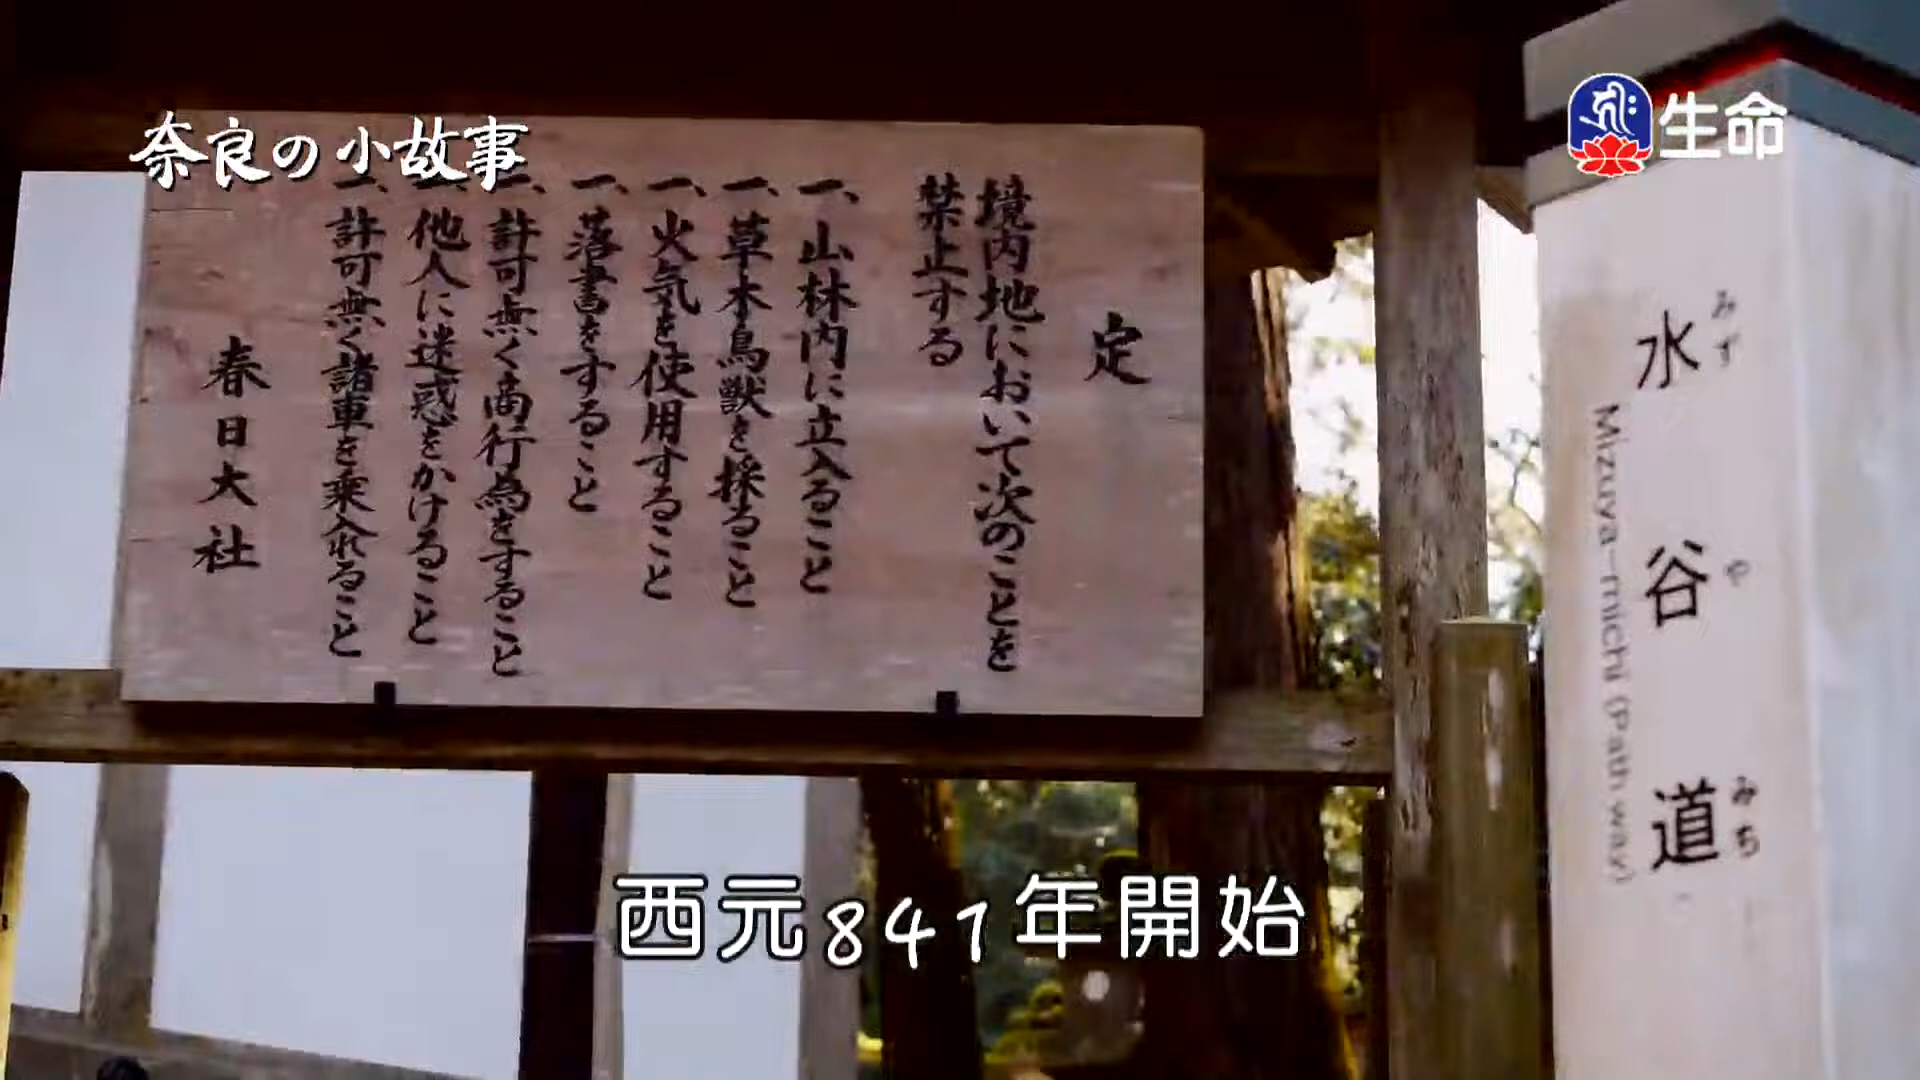 奈良の小故事
生命
定
境内地において次のことを
禁止する
一、山林内に立入ること
一、草木鳥獣を採ること
一、火気を使用すること
一、落書をすること
一、許可無く商行為をすること
一、他人に迷惑をかけること
一、許可無く諸車を乗入れること
春日大社
水谷道
みずやみち
Mizuya-michi (Path way)
西元841年開始